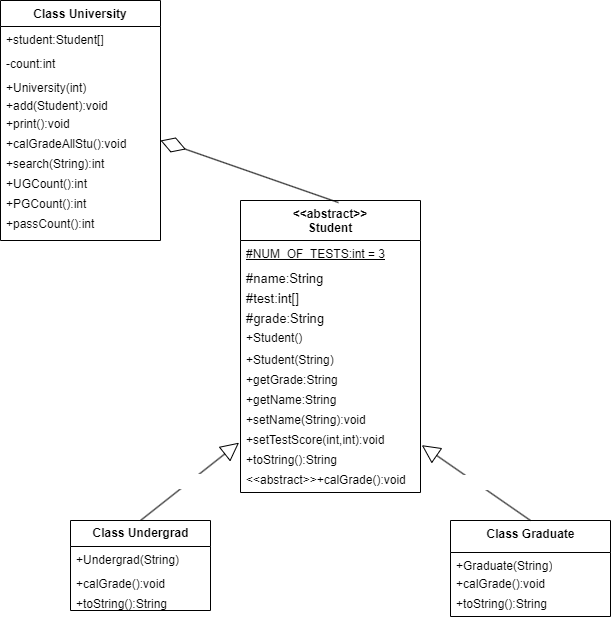 Class University
+student:Student[]
-count:int
+University(int)
+add(Student):void
+print():void
+calGradeAllStu():void
+search(String):int
+UGCount():int
+PGCount():int
+passCount():int
<<abstract>>
Student
#NUM_OF_TESTS:int = 3
#name:String
#test:int[]
#grade:String
+Student()
+Student(String)
+getGrade:String
+getName:String
+setName(String):void
+setTestScore(int,int):void
+toString():String
<<abstract>>+calGrade():void
Class Undergrad
+Undergrad(String)
+calGrade():void
+toString():String
Class Graduate
+Graduate(String)
+calGrade():void
+toString():String